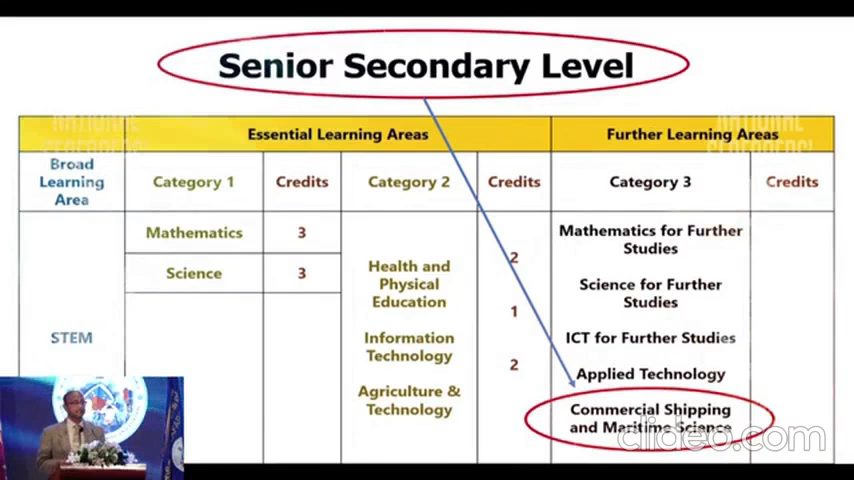 Senior Secondary Level
Essential Learning Areas
Further Learning Areas
Broad
Learning
Area
Category 1
Credits
Category 2
Credits
Category 3
Credits
STEM
Mathematics
3
Science
3
Health and
Physical
Education
2
Information
Technology
1
Agriculture &
Technology
2
Mathematics for Further
Studies
Science for Further
Studies
ICT for Further Studies
Applied Technology
Commercial Shipping
and Maritime Science
clideo.com